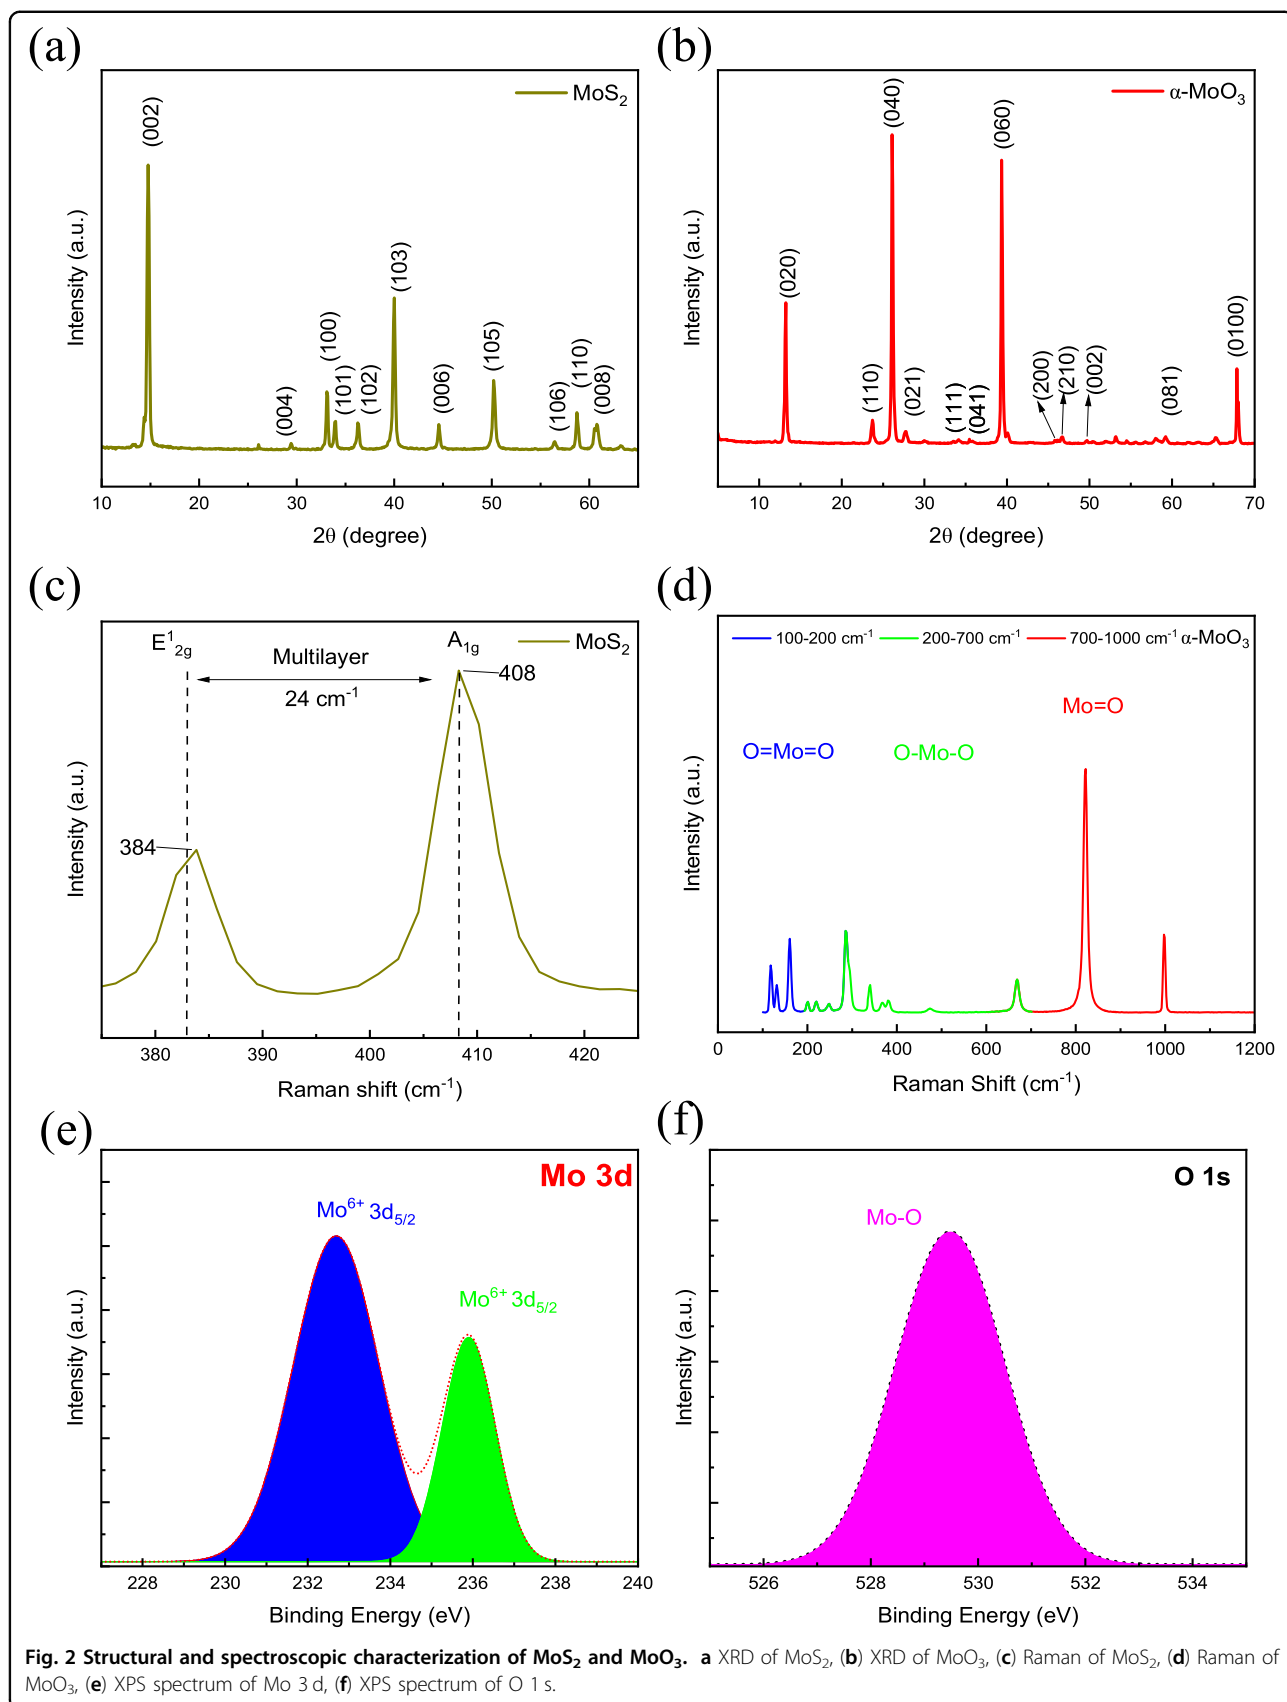 (a)
MoS₂
(002)
(004)
(100)
(101)
(102)
(103)
(006)
(105)
(106)
(110)
(008)
Intensity (a.u.)
10 20 30 40 50 60
2θ (degree)
(b)
α-MoO₃
(020)
(110)
(040)
(021)
(111)
(041)
(060)
(200)
(210)
(002)
(081)
(0100)
Intensity (a.u.)
10 20 30 40 50 60 70
2θ (degree)
(c)
E¹₂g
A₁g
MoS₂
Multilayer
24 cm⁻¹
408
384
Intensity (a.u.)
380 390 400 410 420
Raman shift (cm⁻¹)
(d)
100-200 cm⁻¹ 200-700 cm⁻¹ 700-1000 cm⁻¹ α-MoO₃
Mo=O
O=Mo=O
O-Mo-O
Intensity (a.u.)
0 200 400 600 800 1000 1200
Raman Shift (cm⁻¹)
(e)
Mo 3d
Mo⁶⁺ 3d₅/₂
Mo⁶⁺ 3d₅/₂
Intensity (a.u.)
228 230 232 234 236 238 240
Binding Energy (eV)
(f)
O 1s
Mo-O
Intensity (a.u.)
526 528 530 532 534
Binding Energy (eV)
Fig. 2 Structural and spectroscopic characterization of MoS₂ and MoO₃. a XRD of MoS₂, (b) XRD of MoO₃, (c) Raman of MoS₂, (d) Raman of
MoO₃, (e) XPS spectrum of Mo 3 d, (f) XPS spectrum of O 1 s.